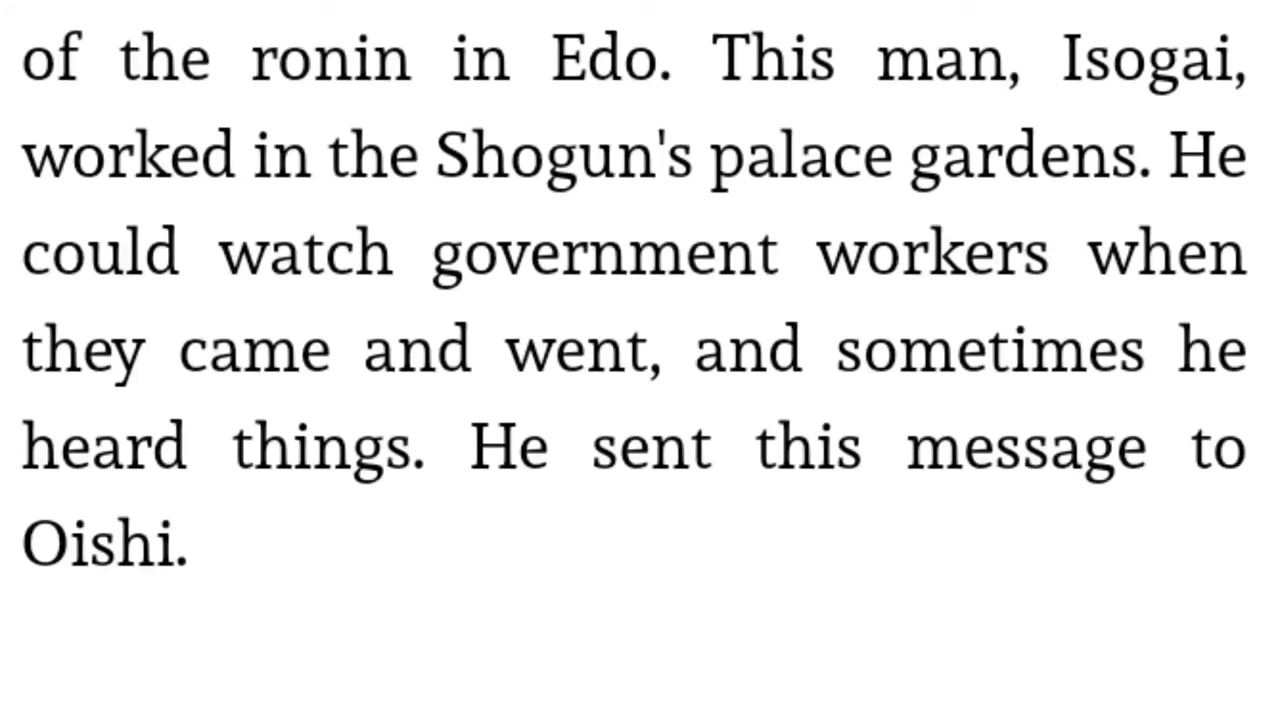 of the ronin in Edo. This man, Isogai,
worked in the Shogun's palace gardens. He
could watch government workers when
they came and went, and sometimes he
heard things. He sent this message to
Oishi.